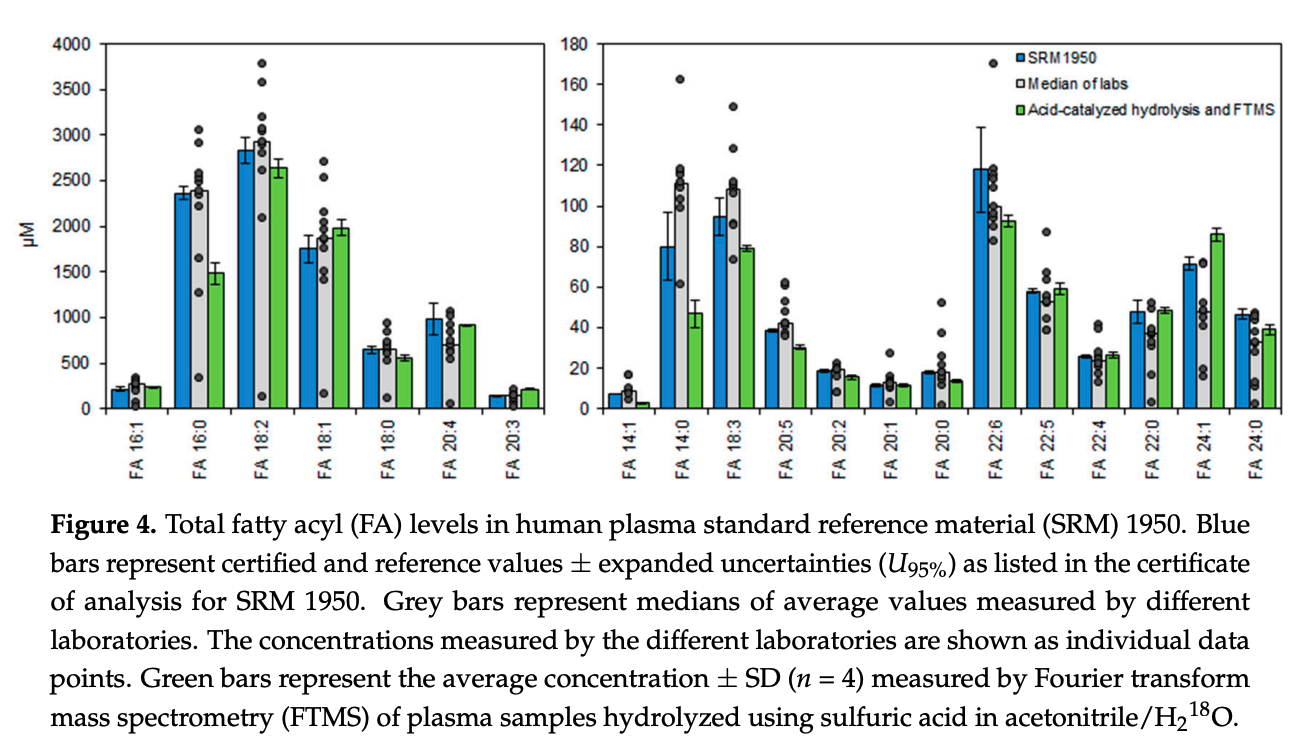 4000
3500
3000
2500
2000
1500
1000
500
0
µM
FA 16:1
FA 16:0
FA 18:2
FA 18:1
FA 18:0
FA 20:4
FA 20:3
180
160
140
120
100
80
60
40
20
0
SRM1950
Median of labs
Acid-catalyzed hydrolysis and FTMS
FA 14:1
FA 14:0
FA 18:3
FA 20:5
FA 20:2
FA 20:1
FA 20:0
FA 22:6
FA 22:5
FA 22:4
FA 22:0
FA 24:1
FA 24:0
Figure 4. Total fatty acyl (FA) levels in human plasma standard reference material (SRM) 1950. Blue
bars represent certified and reference values ± expanded uncertainties (U95%) as listed in the certificate
of analysis for SRM 1950. Grey bars represent medians of average values measured by different
laboratories. The concentrations measured by the different laboratories are shown as individual data
points. Green bars represent the average concentration ± SD (n = 4) measured by Fourier transform
mass spectrometry (FTMS) of plasma samples hydrolyzed using sulfuric acid in acetonitrile/H₂¹⁸O.